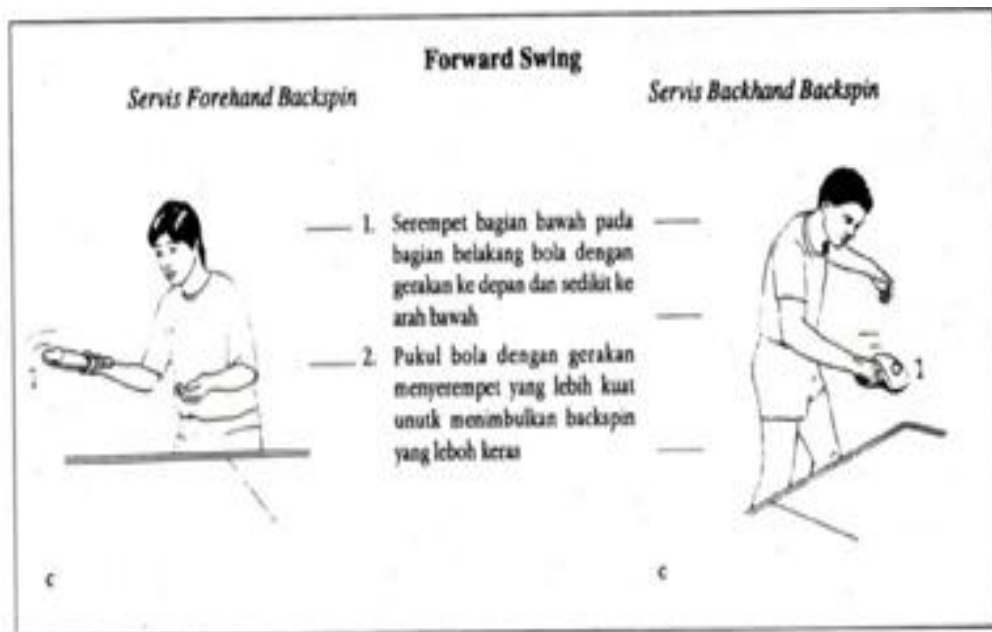 Forward Swing
Servis Forehand Backspin
Servis Backhand Backspin
1. Serempet bagian bawah pada
bagian belakang bola dengan
gerakan ke depan dan sedikit ke
arah bawah
2. Pukul bola dengan gerakan
menyerempet yang lebih kuat
unutk menimbulkan backspin
yang leboh keras
c
c